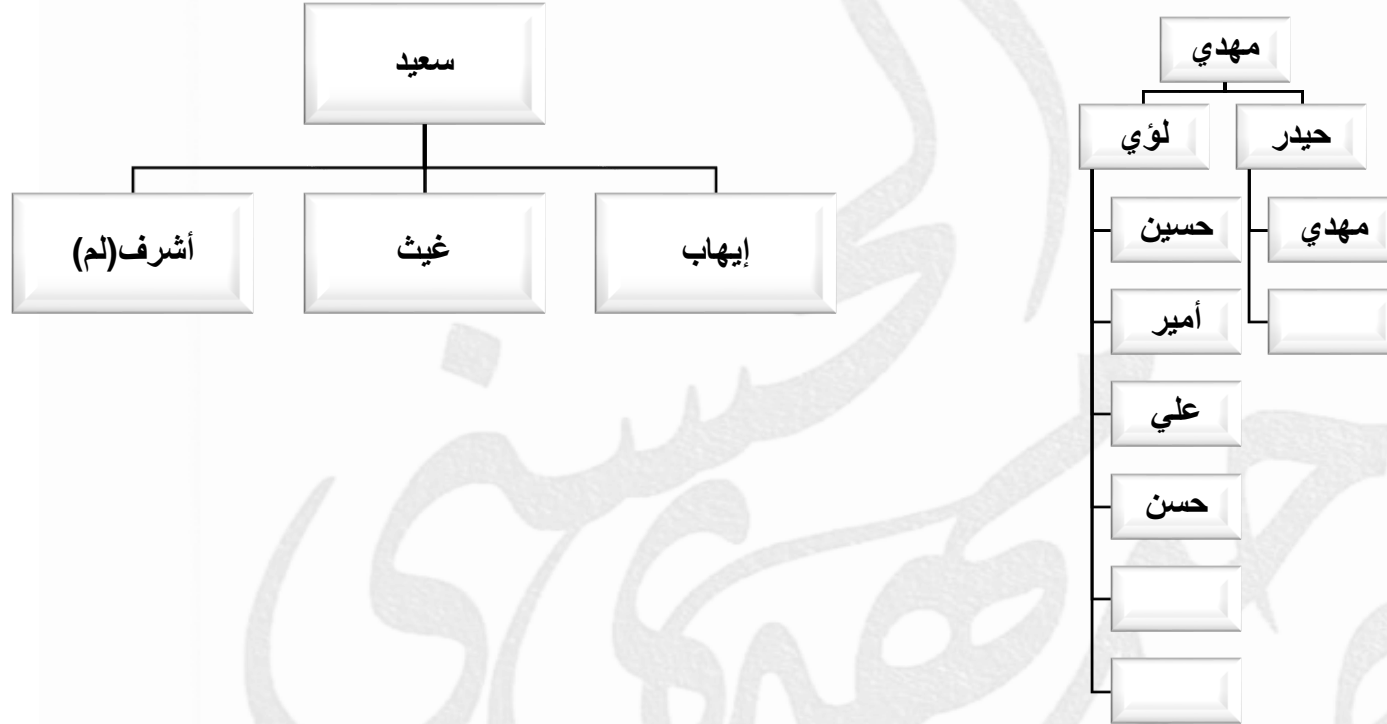 مهدي
حيدر
لؤي
مهدي
حسين
أمير
علي
حسن
سعيد
إيهاب
غيث
أشرف(لم)